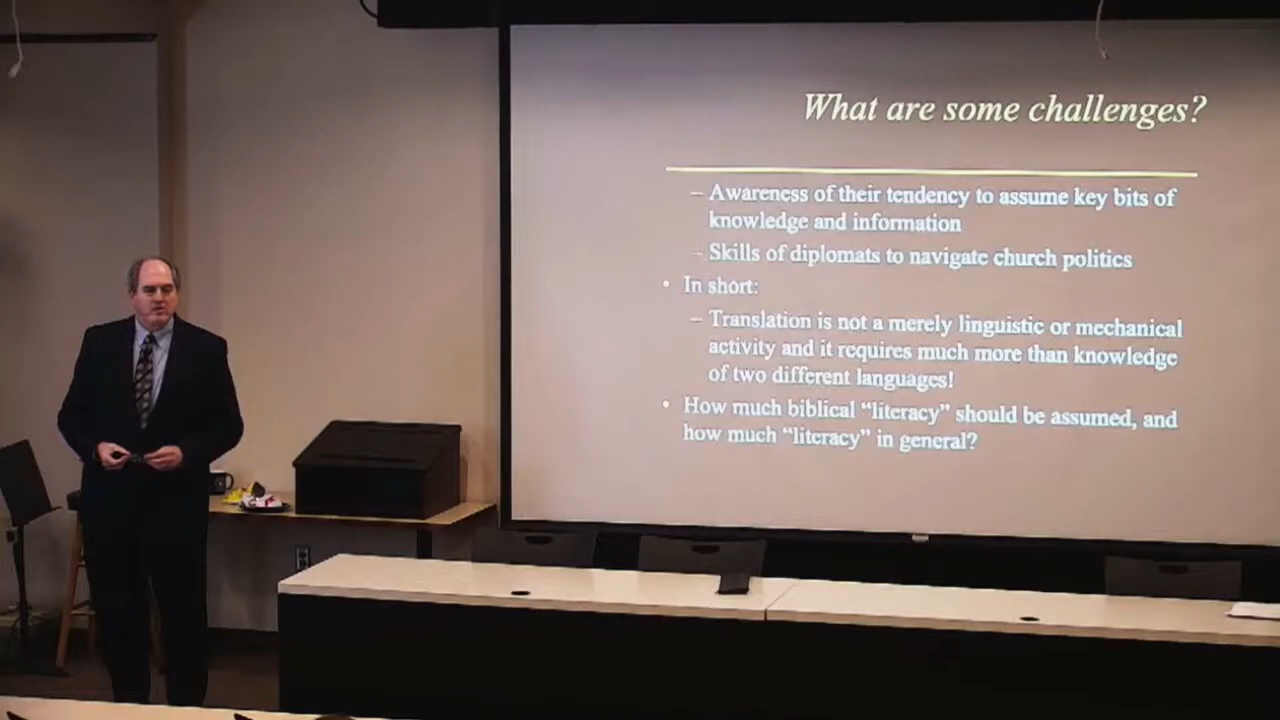 What are some challenges?
– Awareness of their tendency to assume key bits of
knowledge and information
– Skills of diplomats to navigate church politics
• In short:
– Translation is not a merely linguistic or mechanical
activity and it requires much more than knowledge
of two different languages!
• How much biblical “literacy” should be assumed, and
how much “literacy” in general?